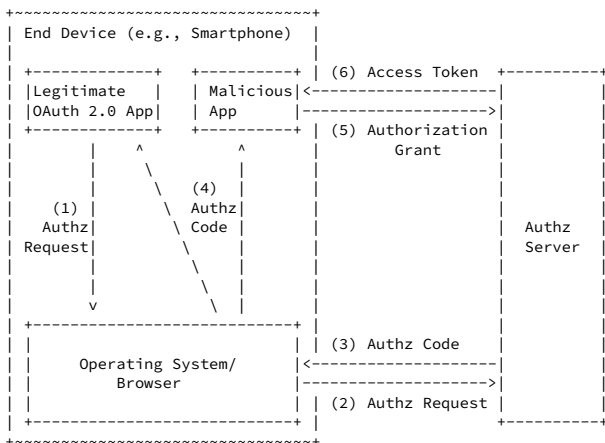 End Device (e.g., Smartphone)
(6) Access Token
Legitimate Malicious
OAuth 2.0 App App
(5) Authorization
Grant
(4)
(1) Authz
Authz Code Authz
Request Server
(3) Authz Code
Operating System/
Browser
(2) Authz Request